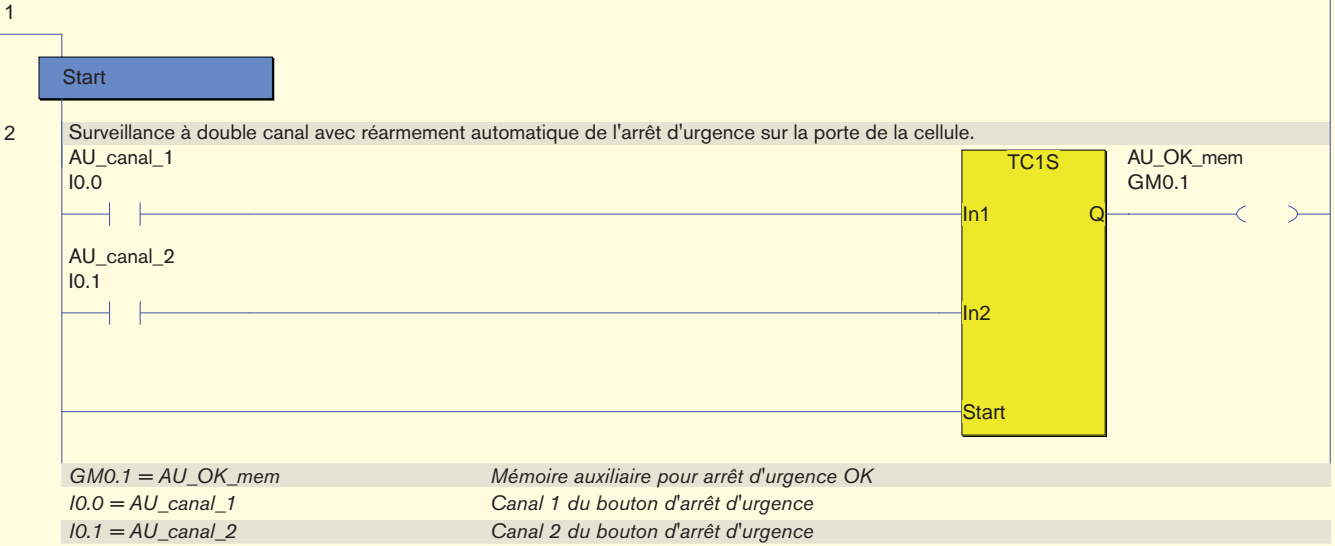 1
Start
2
Surveillance à double canal avec réarmement automatique de l'arrêt d'urgence sur la porte de la cellule.
AU_canal_1
I0.0
TC1S
AU_OK_mem
GM0.1
In1
Q
AU_canal_2
I0.1
In2
Start
GM0.1 = AU_OK_mem Mémoire auxiliaire pour arrêt d'urgence OK
I0.0 = AU_canal_1 Canal 1 du bouton d'arrêt d'urgence
I0.1 = AU_canal_2 Canal 2 du bouton d'arrêt d'urgence